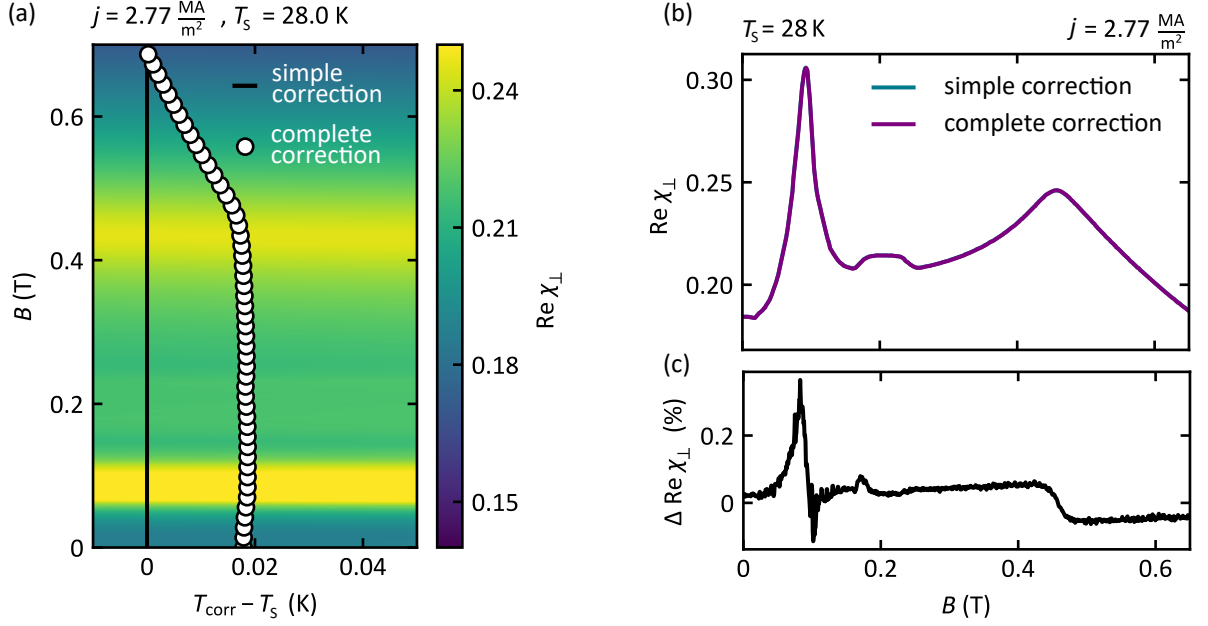 (a)
j = 2.77 MA/m² , T_S = 28.0 K
simple
correction
complete
correction
B (T)
0.6
0.4
0.2
0
0
0.02
0.04
T_corr − T_S (K)
0.24
0.21
0.18
0.15
Re χ⊥
(b)
T_S = 28 K
j = 2.77 MA/m²
simple correction
complete correction
Re χ⊥
0.30
0.25
0.20
(c)
Δ Re χ⊥ (%)
0.2
0
0
0.2
0.4
0.6
B (T)